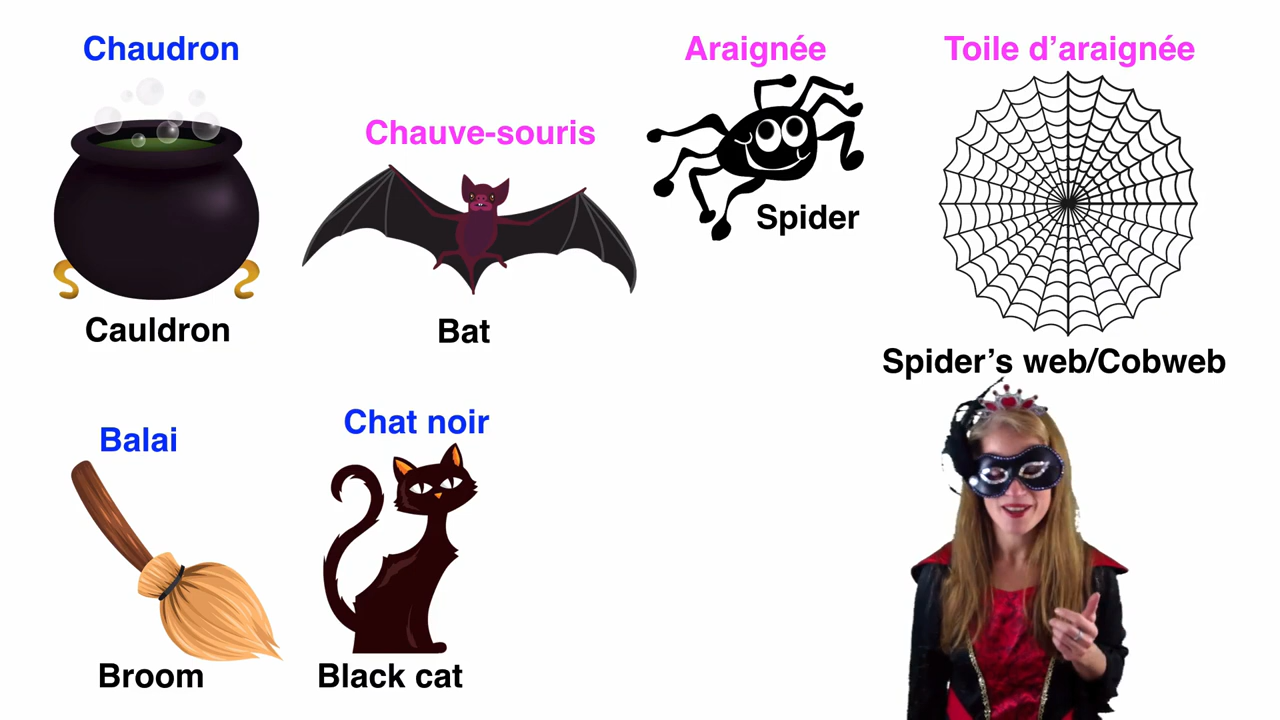 Chaudron
Cauldron
Chauve-souris
Bat
Araignée
Spider
Toile d’araignée
Spider’s web/Cobweb
Balai
Broom
Chat noir
Black cat